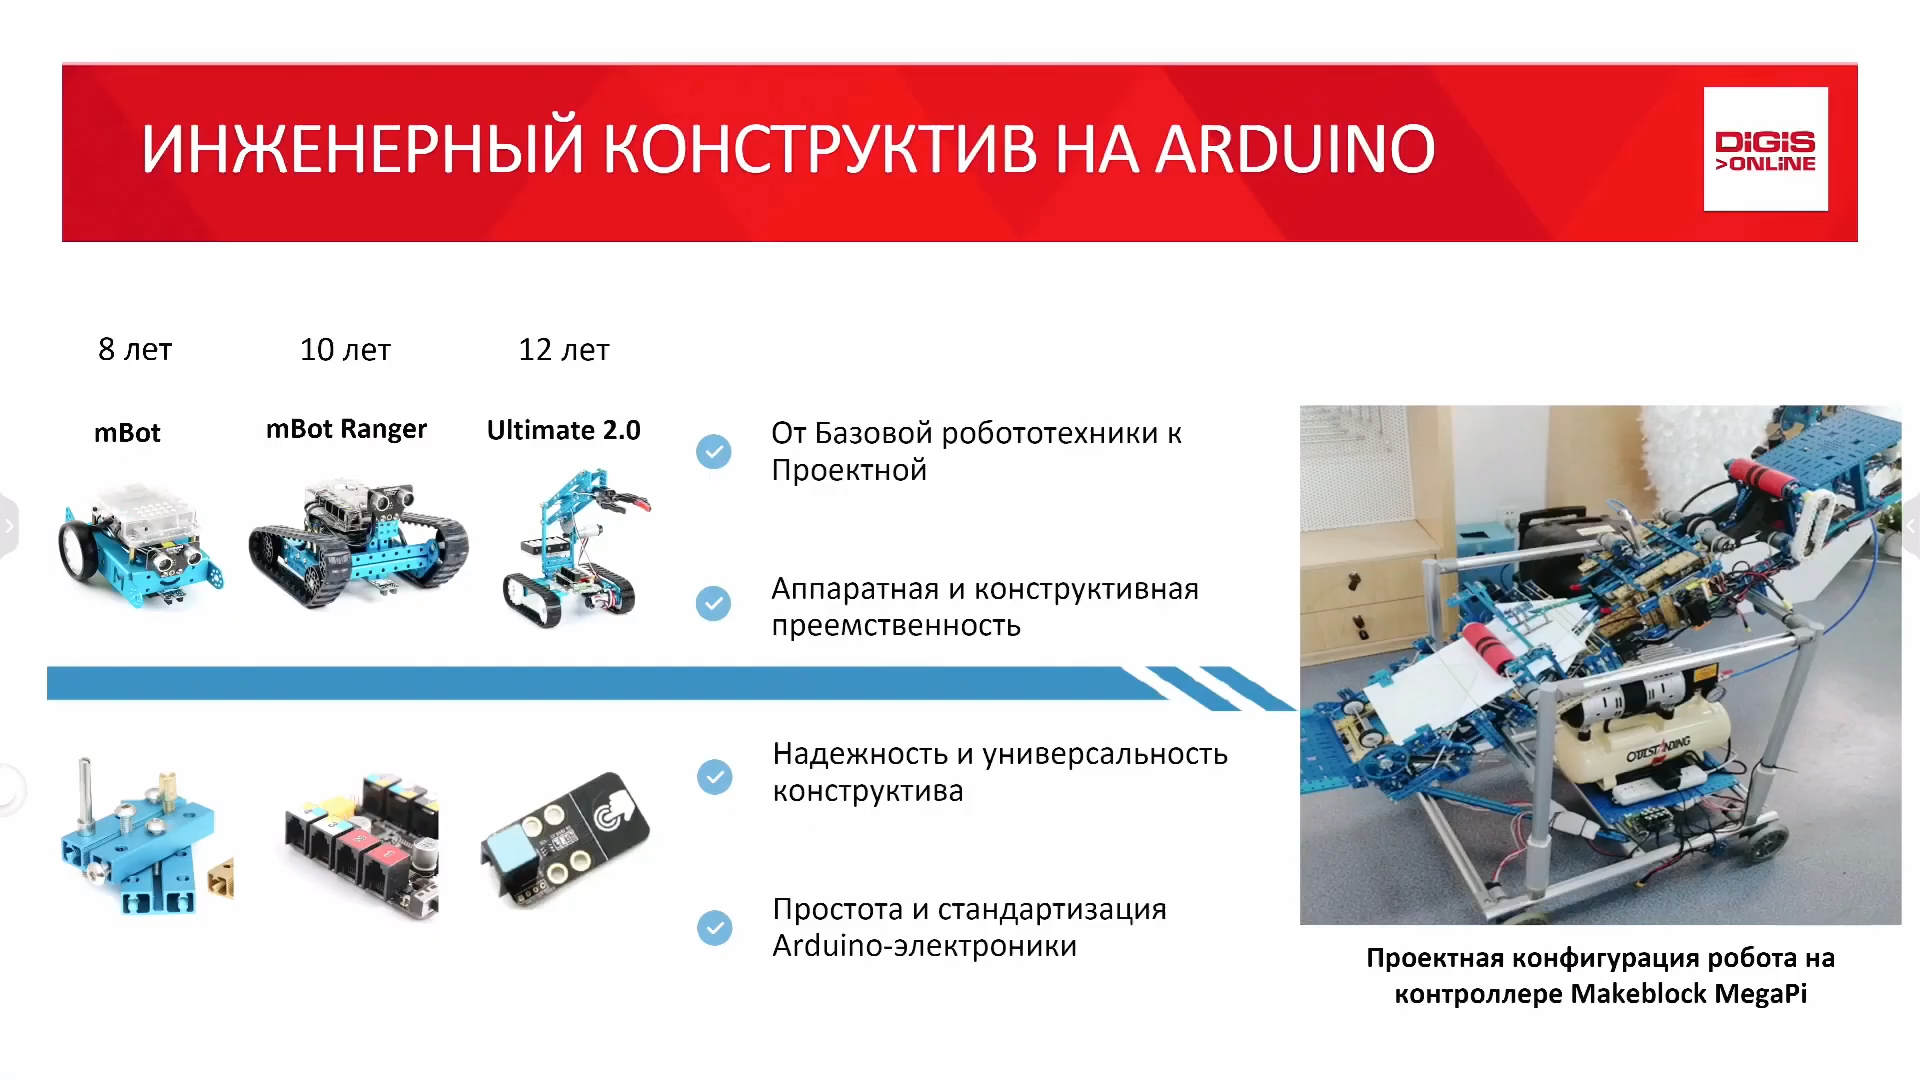 ИНЖЕНЕРНЫЙ КОНСТРУКТИВ НА ARDUINO
DiGiS
>ONLiNE
8 лет
10 лет
12 лет
mBot
mBot Ranger
Ultimate 2.0
От Базовой робототехники к
Проектной
Аппаратная и конструктивная
преемственность
Надежность и универсальность
конструктива
Простота и стандартизация
Arduino-электроники
OUTSTANDING
Проектная конфигурация робота на
контроллере Makeblock MegaPi